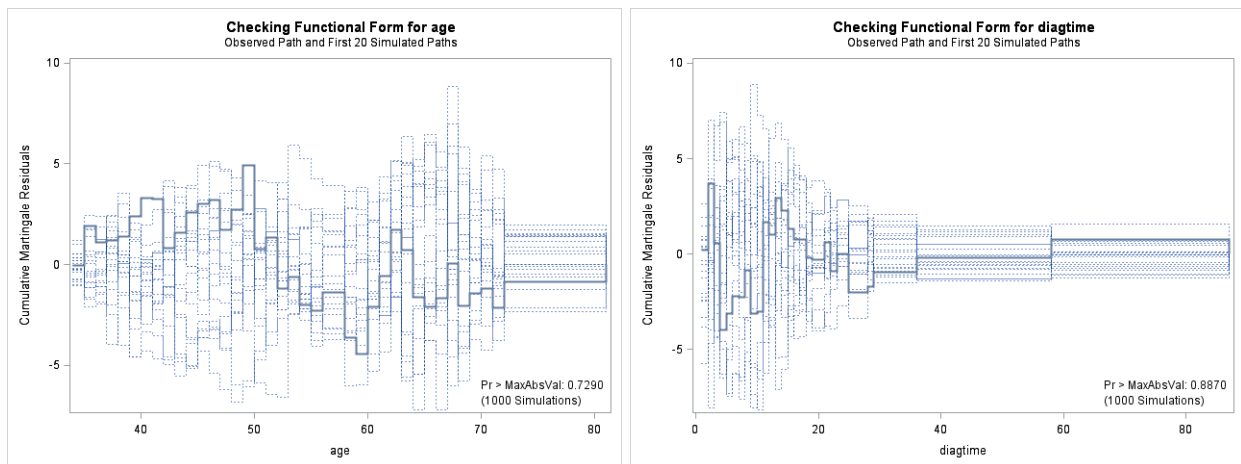 Checking Functional Form for age
Observed Path and First 20 Simulated Paths
Cumulative Martingale Residuals
10
5
0
-5
Pr > MaxAbsVal: 0.7290
(1000 Simulations)
40 50 60 70 80
age
Checking Functional Form for diagtime
Observed Path and First 20 Simulated Paths
Cumulative Martingale Residuals
10
5
0
-5
Pr > MaxAbsVal: 0.8870
(1000 Simulations)
0 20 40 60 80
diagtime